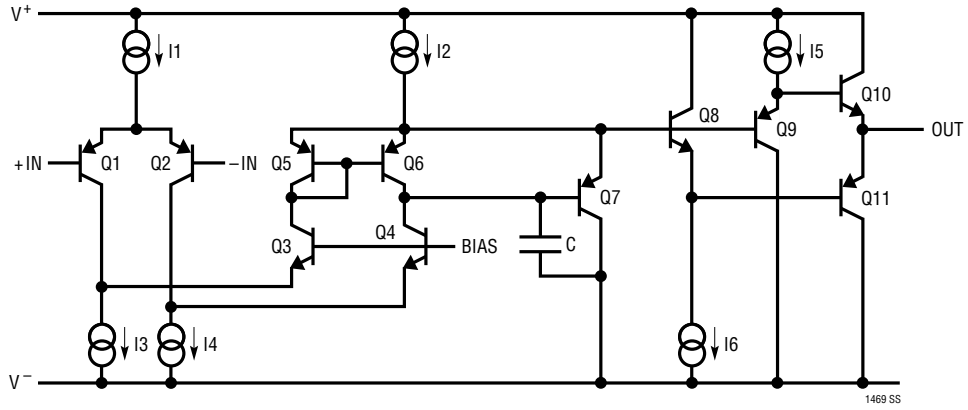 V+
I1
I2
I5
Q8
Q10
Q9
OUT
+IN
Q1
Q2
–IN
Q5
Q6
Q7
Q11
Q3
Q4
BIAS
C
I3
I4
I6
V–
1469 SS